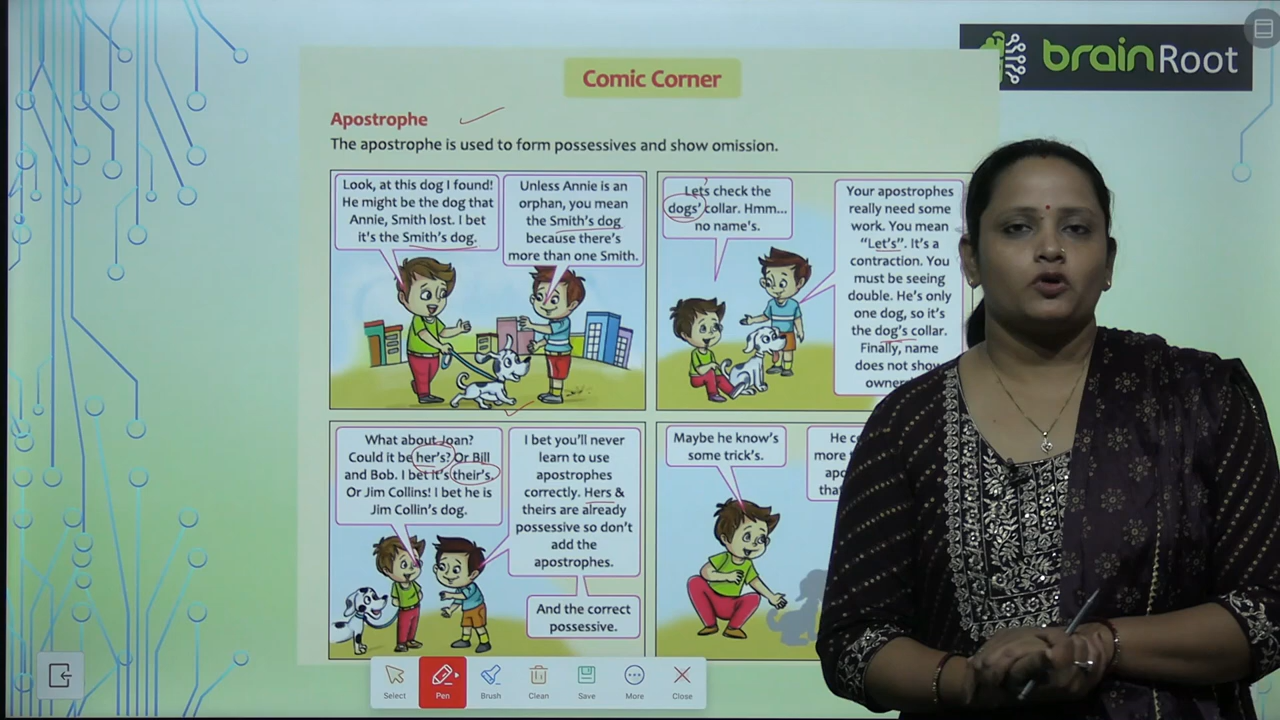 brainRoot
Comic Corner
Apostrophe
The apostrophe is used to form possessives and show omission.
Look, at this dog I found!
He might be the dog that
Annie, Smith lost. I bet
it's the Smith's dog.
Unless Annie is an
orphan, you mean
the Smith's dog
because there's
more than one Smith.
Lets check the
dogs' collar. Hmm...
no name's.
Your apostrophes
really need some
work. You mean
"Let's". It's a
contraction. You
must be seeing
double. He's only
one dog, so it's
the dog's collar.
Finally, name
does not show
What about Joan?
Could it be her's? Or Bill
and Bob. I bet it's their's.
Or Jim Collins! I bet he is
Jim Collin's dog.
I bet you'll never
learn to use
apostrophes
correctly. Hers &
theirs are already
possessive so don't
add the
apostrophes.
And the correct
possessive.
Maybe he know's
some trick's.
He
more
Select
Pen
Brush
Clean
Save
More
Close